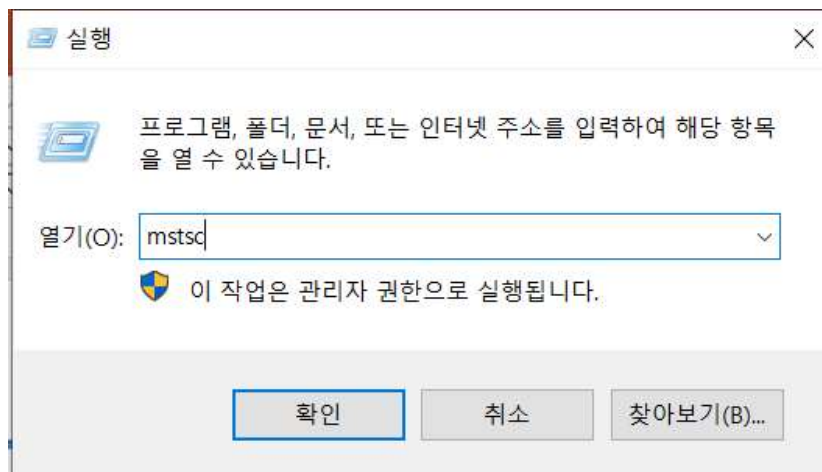 실행
프로그램, 폴더, 문서, 또는 인터넷 주소를 입력하여 해당 항목
을 열 수 있습니다.
열기(O): mstsc
이 작업은 관리자 권한으로 실행됩니다.
확인 취소 찾아보기(B)...